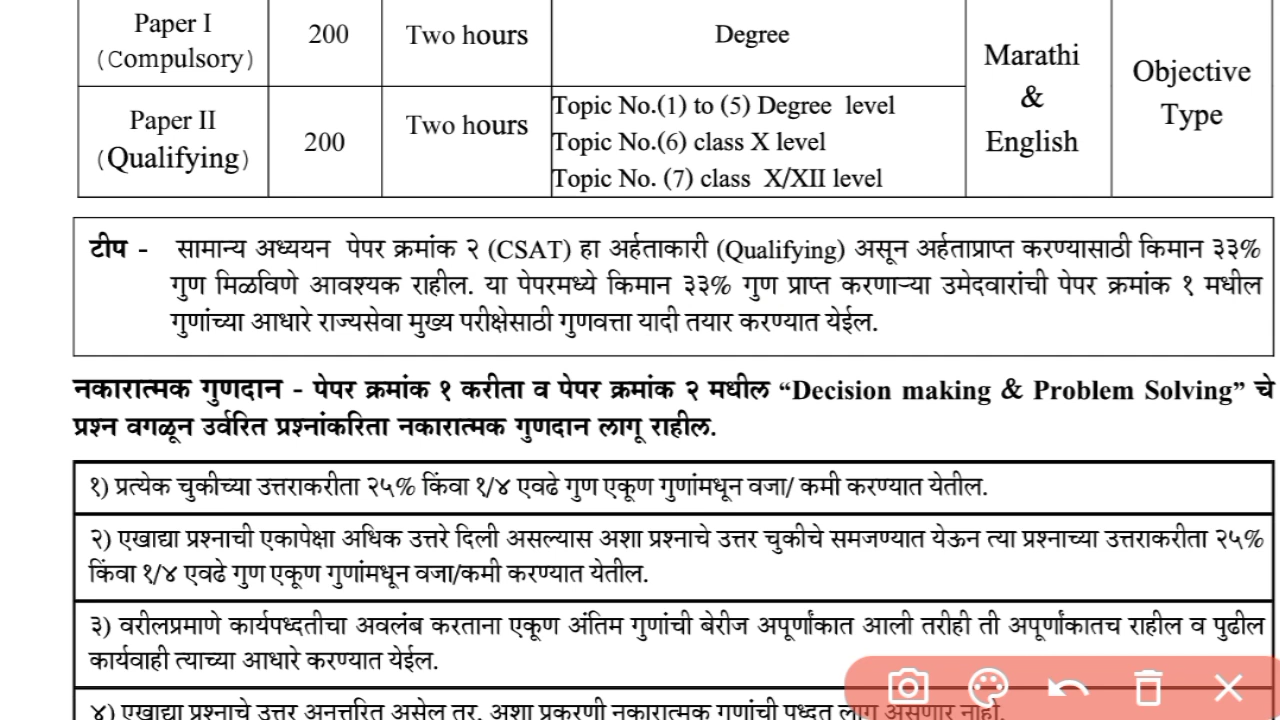 Paper I
(Compulsory)
200
Two hours
Degree
Marathi
&
English
Objective
Type
Paper II
(Qualifying)
200
Two hours
Topic No.(1) to (5) Degree level
Topic No.(6) class X level
Topic No. (7) class X/XII level
टीप - सामान्य अध्ययन पेपर क्रमांक २ (CSAT) हा अर्हताकारी (Qualifying) असून अर्हताप्राप्त करण्यासाठी किमान ३३%
गुण मिळविणे आवश्यक राहील. या पेपरमध्ये किमान ३३% गुण प्राप्त करणाऱ्या उमेदवारांची पेपर क्रमांक १ मधील
गुणांच्या आधारे राज्यसेवा मुख्य परीक्षेसाठी गुणवत्ता यादी तयार करण्यात येईल.
नकारात्मक गुणदान - पेपर क्रमांक १ करीता व पेपर क्रमांक २ मधील “Decision making & Problem Solving” चे
प्रश्न वगळून उर्वरित प्रश्नांकरिता नकारात्मक गुणदान लागू राहील.
१) प्रत्येक चुकीच्या उत्तराकरीता २५% किंवा १/४ एवढे गुण एकूण गुणांमधून वजा/ कमी करण्यात येतील.
२) एखाद्या प्रश्नाची एकापेक्षा अधिक उत्तरे दिली असल्यास अशा प्रश्नाचे उत्तर चुकीचे समजण्यात येऊन त्या प्रश्नाच्या उत्तराकरीता २५%
किंवा १/४ एवढे गुण एकूण गुणांमधून वजा/कमी करण्यात येतील.
३) वरीलप्रमाणे कार्यपध्दतीचा अवलंब करताना एकूण अंतिम गुणांची बेरीज अपूर्णांकात आली तरीही ती अपूर्णांकातच राहील व पुढील
कार्यवाही त्याच्या आधारे करण्यात येईल.
४) एखाद्या प्रश्नाचे उत्तर अनुत्तरित असेल तर, अशा प्रकरणी नकारात्मक गुणांची पध्दत लागू असणार नाही.